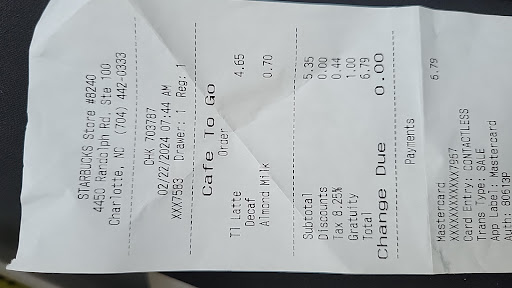 STARBUCKS Store #8240
4450 Randolph Rd. Ste 100
Charlotte, NC (704) 442-0333
CHK 703787
02/22/2024 07:44 AM
XXX7583 Drawer: 1 Reg: 1
Cafe To Go
Order
T1 Latte 4.65
Decaf
Almond Milk 0.70
Subtotal 5.35
Discounts 0.00
Tax 8.25% 0.44
Gratuity 1.00
Total 6.79
Change Due 0.00
Payments
Mastercard 6.79
XXXXXXXXXXXX7957
Card Entry: CONTACTLESS
Trans Type: SALE
App Label: Mastercard
Auth: 80613P